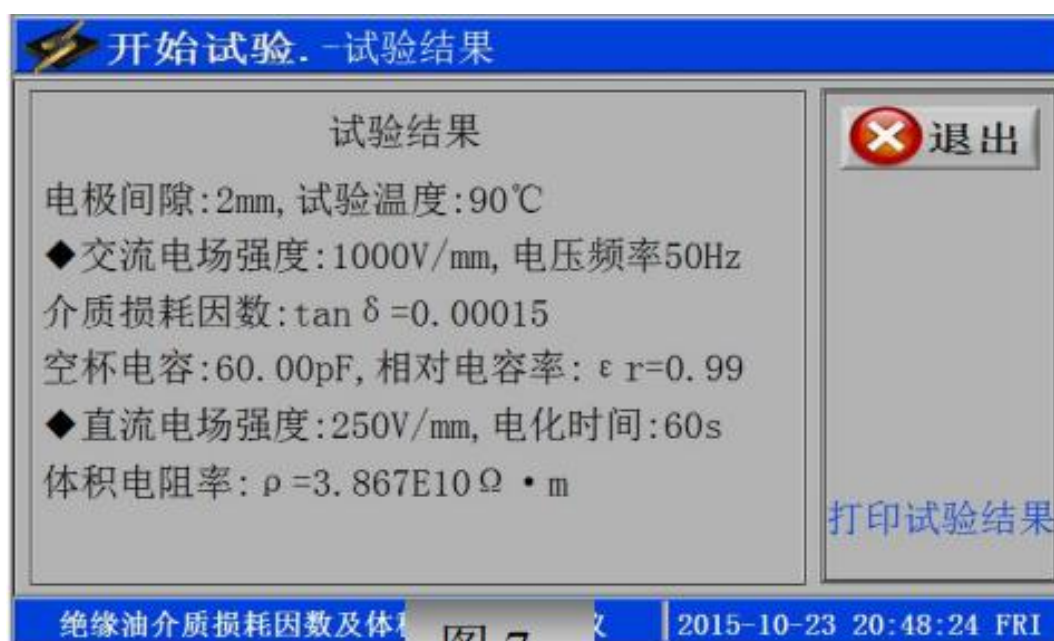 开始试验.-试验结果
试验结果
退出
电极间隙:2mm,试验温度:90℃
◆交流电场强度:1000V/mm,电压频率50Hz
介质损耗因数:tanδ=0.00015
空杯电容:60.00pF,相对电容率:εr=0.99
◆直流电场强度:250V/mm,电化时间:60s
体积电阻率:ρ=3.867E10Ω·m
打印试验结果
绝缘油介质损耗因数及体
2015-10-23 20:48:24 FRI
图7